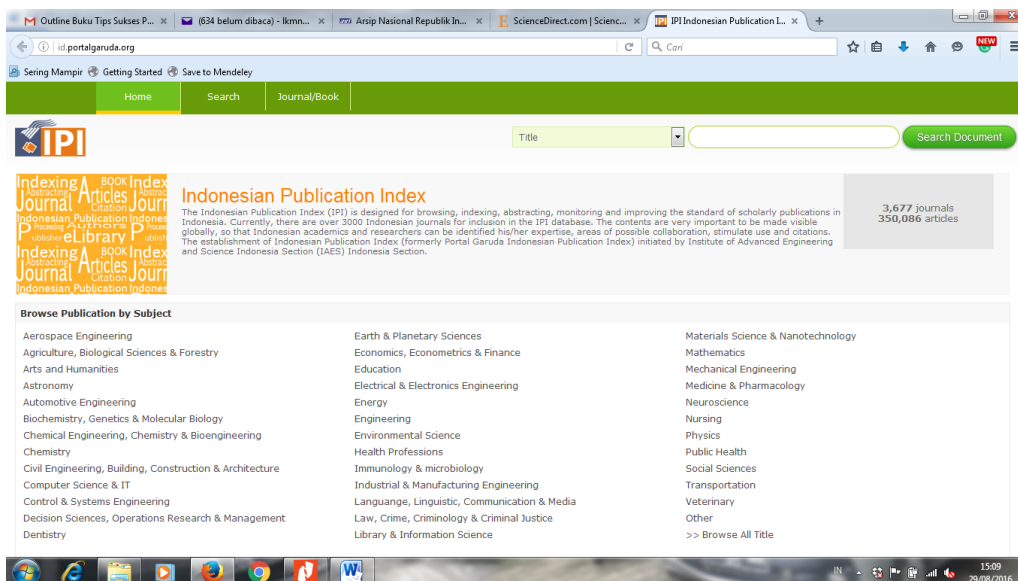 Outline Buku Tips Sukses P...
(634 belum dibaca) - lkmn...
Arsip Nasional Republik In...
ScienceDirect.com | Scienc...
IPI Indonesian Publication I...
id.portalgaruda.org
Cari
NEW
Sering Mampir
Getting Started
Save to Mendeley
Home
Search
Journal/Book
IPI
Title
Search Document
Indonesian Publication Index
The Indonesian Publication Index (IPI) is designed for browsing, indexing, abstracting, monitoring and improving the standard of scholarly publications in
Indonesia. Currently, there are over 3000 Indonesian journals for inclusion in the IPI database. The contents are very important to be made visible
globally, so that Indonesian academics and researchers can be identified his/her expertise, areas of possible collaboration, stimulate use and citations.
The establishment of Indonesian Publication Index (formerly Portal Garuda Indonesian Publication Index) initiated by Institute of Advanced Engineering
and Science Indonesia Section (IAES) Indonesia Section).
3,677 journals
350,086 articles
Browse Publication by Subject
Aerospace Engineering
Agriculture, Biological Sciences & Forestry
Arts and Humanities
Astronomy
Automotive Engineering
Biochemistry, Genetics & Molecular Biology
Chemical Engineering, Chemistry & Bioengineering
Chemistry
Civil Engineering, Building, Construction & Architecture
Computer Science & IT
Control & Systems Engineering
Decision Sciences, Operations Research & Management
Dentistry
Earth & Planetary Sciences
Economics, Econometrics & Finance
Education
Electrical & Electronics Engineering
Energy
Engineering
Environmental Science
Health Professions
Immunology & microbiology
Industrial & Manufacturing Engineering
Languange, Linguistic, Communication & Media
Law, Crime, Criminology & Criminal Justice
Library & Information Science
Materials Science & Nanotechnology
Mathematics
Mechanical Engineering
Medicine & Pharmacology
Neuroscience
Nursing
Physics
Public Health
Social Sciences
Transportation
Veterinary
Other
>> Browse All Title
IN
15:09
29/08/2016